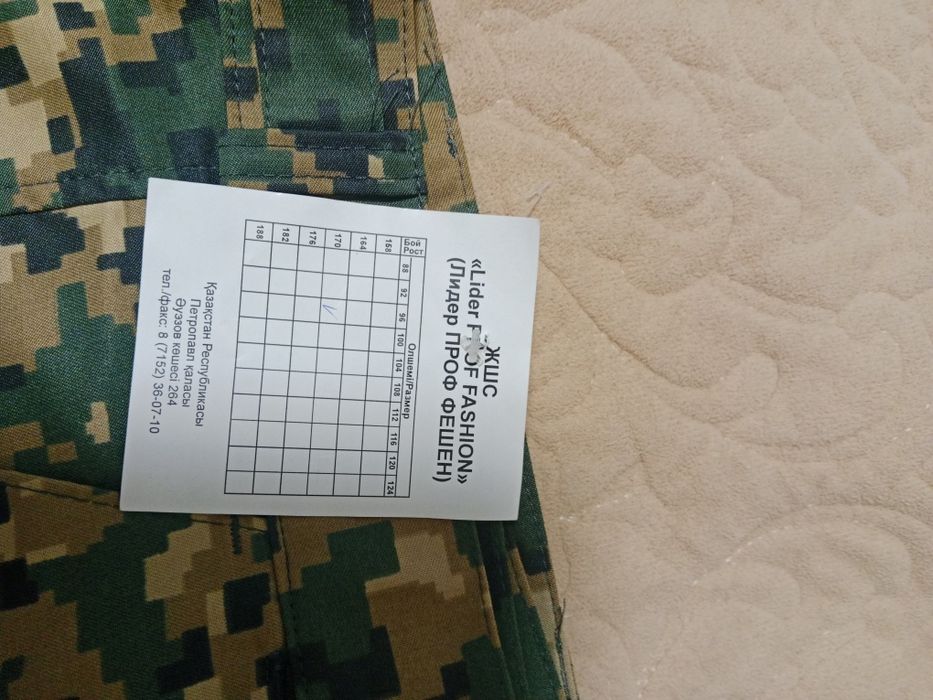 ЖШС
«Lider PROF FASHION»
(Лидер ПРОФ ФЕШЕН)
Бой Рост Өлшемі/Размер
88 92 96 100 104 108 112 116 120 124
158
164
170 V
176
182
188
Қазақстан Республикасы
Петропавл қаласы
Әуэзов көшесі 264
тел./факс: 8 (7152) 36-07-10